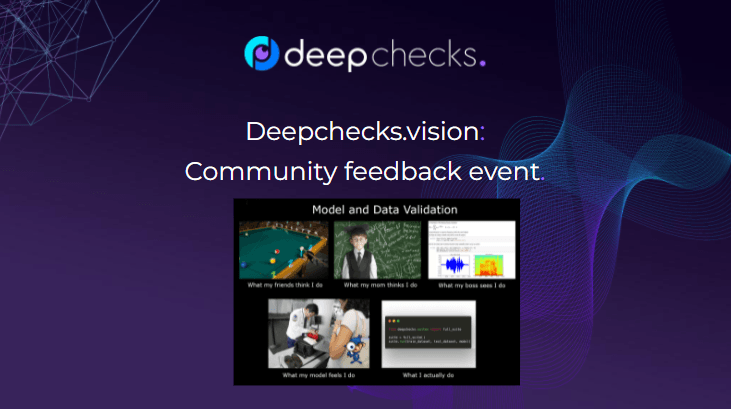 deepchecks.
Deepchecks.vision:
Community feedback event.
Model and Data Validation
What my friends think I do
What my mom thinks I do
What my boss sees I do
What my model feels I do
What I actually do